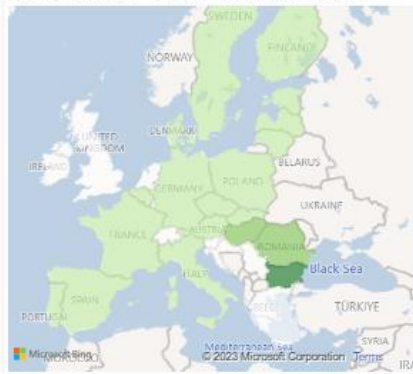 SWEDEN
FINLAND
NORWAY
DENMARK
UNITED
KINGDOM
IRELAND
BELARUS
POLAND
GERMANY
UKRAINE
FRANCE
AUSTRIA
ROMANIA
ITALY
Black Sea
SPAIN
PORTUGAL
TÜRKIYE
Mediterranean Sea
SYRIA
Microsoft Bing
MOROCCO
© 2023 Microsoft Corporation Terms